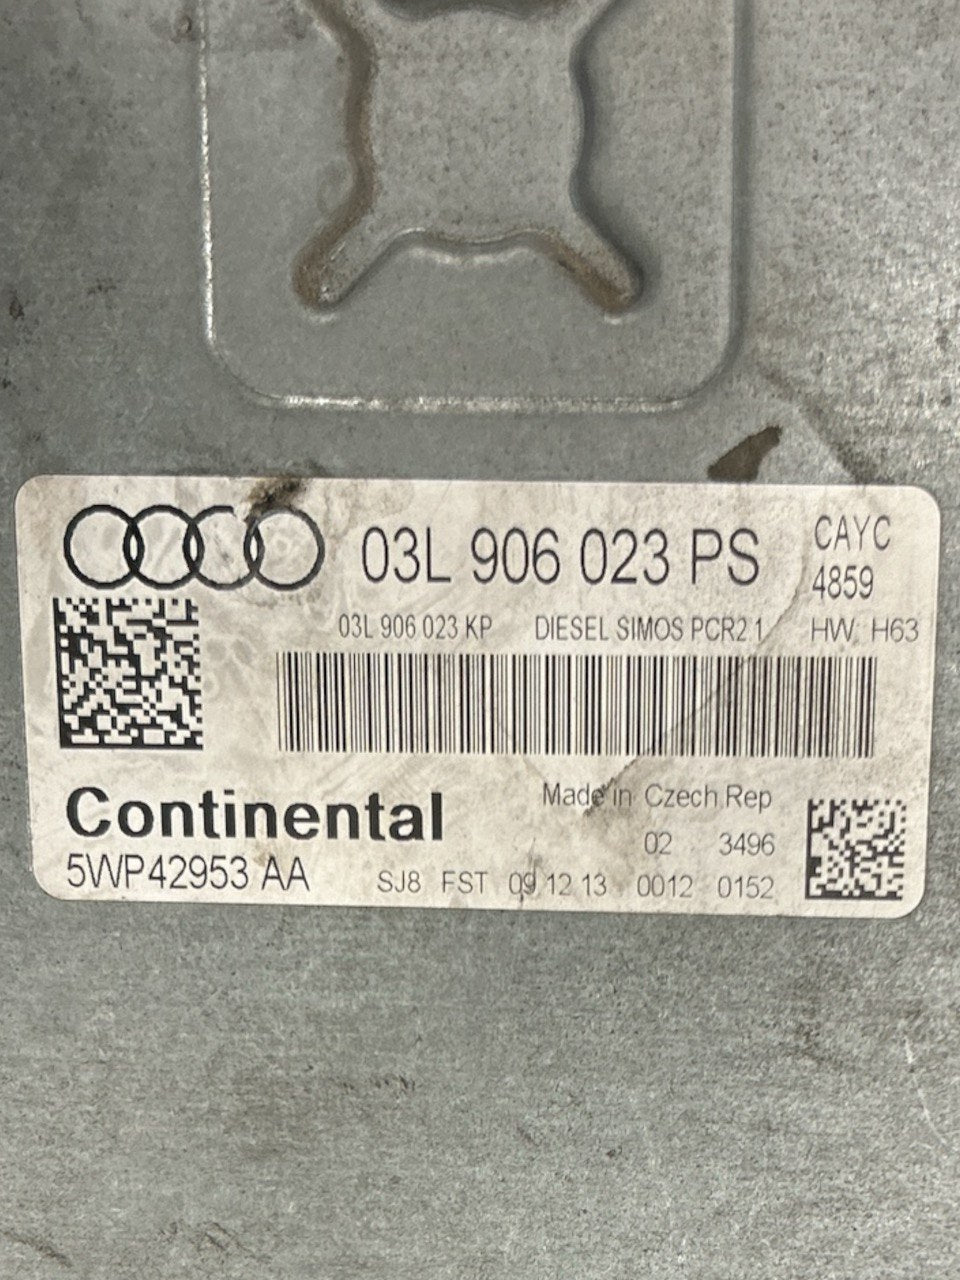 03L 906 023 PS
CAYC
4859
03L 906 023 KP DIESEL SIMOS PCR2 1 HW: H63
Continental
Made in Czech Rep
02 3496
5WP42953 AA
SJ8 FST 09 12 13 0012 0152